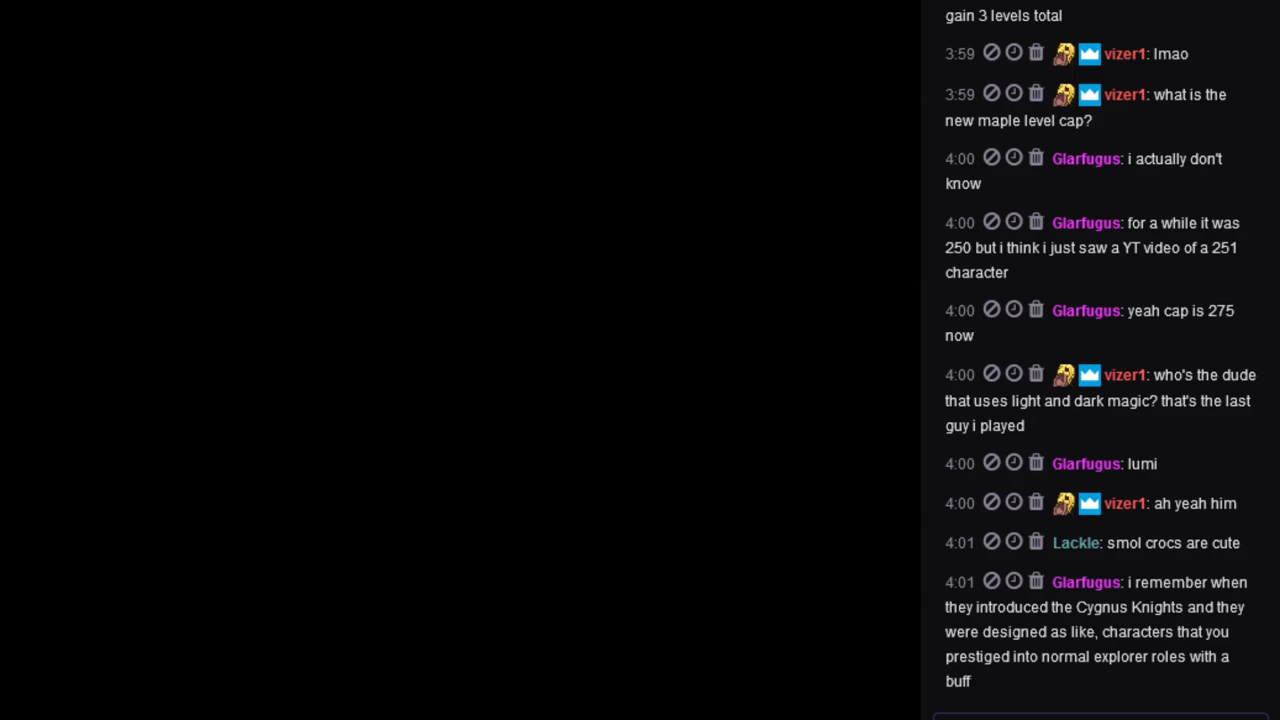 gain 3 levels total
3:59 vizer1: lmao
3:59 vizer1: what is the
new maple level cap?
4:00 Glarfugus: i actually don't
know
4:00 Glarfugus: for a while it was
250 but i think i just saw a YT video of a 251
character
4:00 Glarfugus: yeah cap is 275
now
4:00 vizer1: who's the dude
that uses light and dark magic? that's the last
guy i played
4:00 Glarfugus: lumi
4:00 vizer1: ah yeah him
4:01 Lackle: smol crocs are cute
4:01 Glarfugus: i remember when
they introduced the Cygnus Knights and they
were designed as like, characters that you
prestiged into normal explorer roles with a
buff